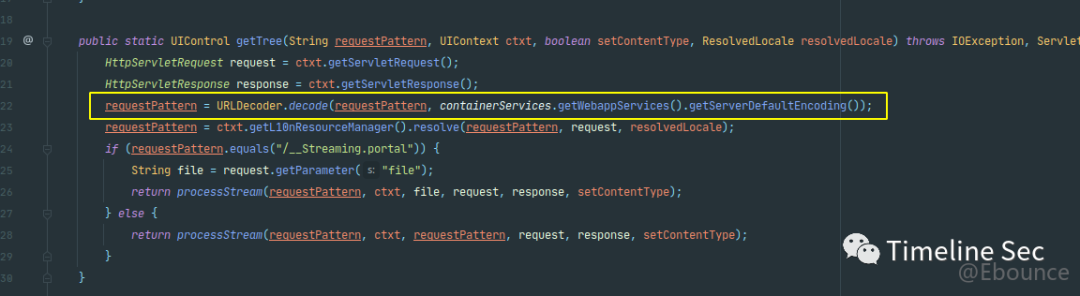 18
19 @ public static UIControl getTree(String requestPattern, UIContext ctxt, boolean setContentType, ResolvedLocale resolvedLocale) throws IOException, Servlet
20 HttpServletRequest request = ctxt.getServletRequest();
21 HttpServletResponse response = ctxt.getServletResponse();
22 requestPattern = URLDecoder.decode(requestPattern, containerServices.getWebappServices().getServerDefaultEncoding());
23 requestPattern = ctxt.getL10nResourceManager().resolve(requestPattern, request, resolvedLocale);
24 if (requestPattern.equals("/__Streaming.portal")) {
25 String file = request.getParameter( s: "file");
26 return processStream(requestPattern, ctxt, file, request, response, setContentType);
27 } else {
28 return processStream(requestPattern, ctxt, requestPattern, request, response, setContentType);
29 }
30 }
Timeline Sec
@Ebounce